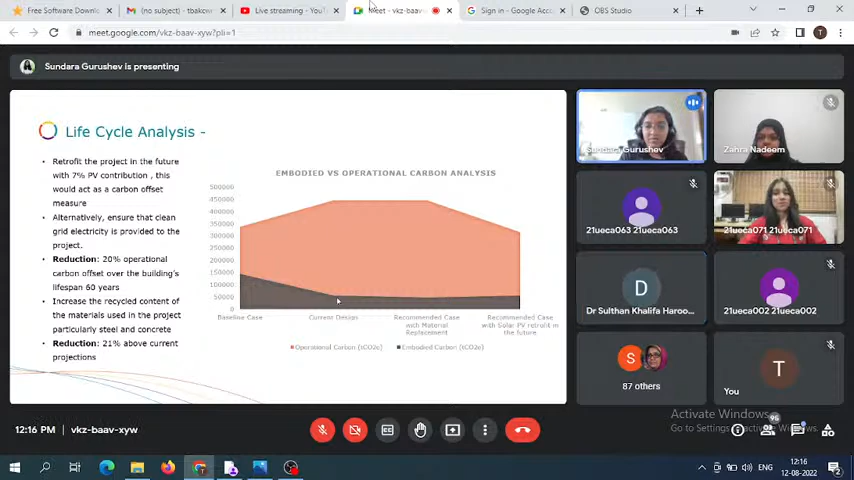 Free Software Downlo
(no subject) - tbakow
Live streaming - YouT
Meet - vkz-baav-
Sign in - Google Acc
OBS Studio
meet.google.com/vkz-baav-xyw?pli=1
T
Sundara Gurushev is presenting
Life Cycle Analysis -
• Retrofit the project in the future
with 7% PV contribution , this
would act as a carbon offset
measure
• Alternatively, ensure that clean
grid electricity is provided to the
project.
• Reduction: 20% operational
carbon offset over the building's
lifespan 60 years
• Increase the recycled content of
the materials used in the project
particularly steel and concrete
• Reduction: 21% above current
projections
EMBODIED VS OPERATIONAL CARBON ANALYSIS
500000
450000
400000
350000
300000
250000
200000
150000
100000
50000
0
Baseline Case
Current Design
Recommended Case
with Material
Replacement
Recommended Case
with Solar PV retrofit in
the future
Operational Carbon (tCO2e)
Embodied Carbon (tCO2e)
Sundara Gurushev
Zahra Nadeem
21ueca063 21ueca063
21ueca071 21ueca071
D
Dr Sulthan Khalifa Haroo...
21ueca002 21ueca002
S
87 others
T
You
12:16 PM
vkz-baav-xyw
CC
96
Activate Windows
Go to Settings to activate Windows.
ENG
12:16
12-08-2022
2